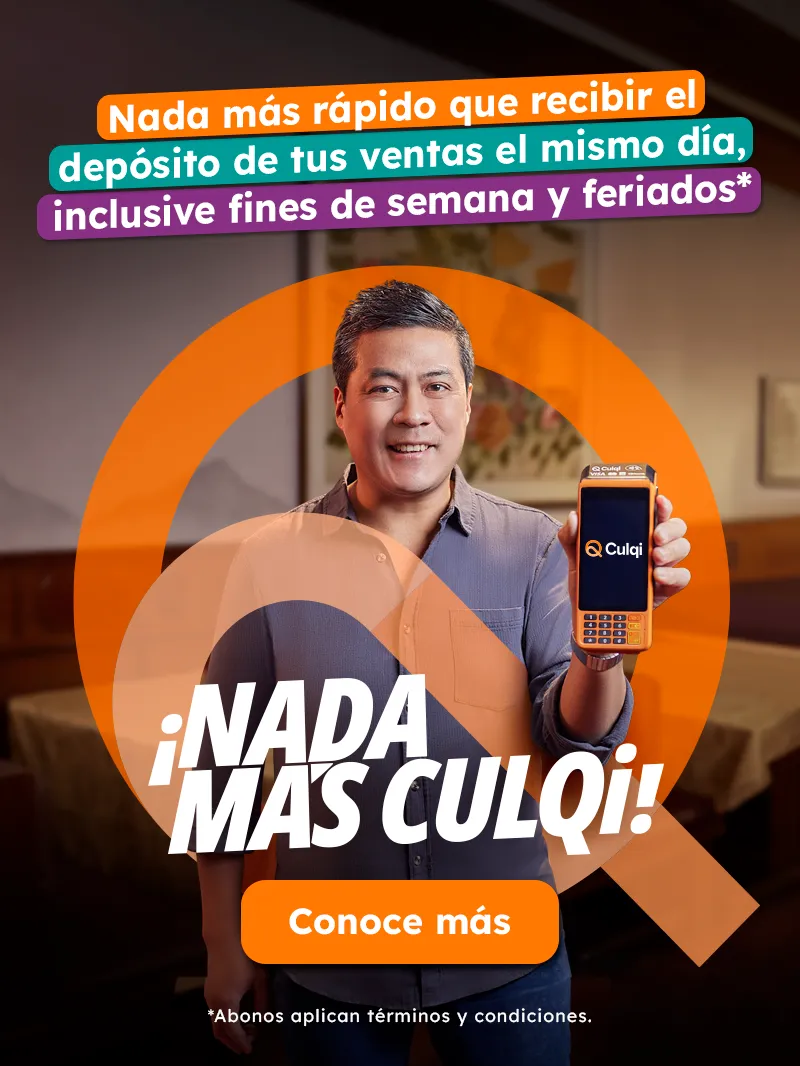 Nada más rápido que recibir el
depósito de tus ventas el mismo día,
inclusive fines de semana y feriados*
Culqi
VISA
Culqi
¡NADA
MÁS CULQi!
Conoce más
*Abonos aplican términos y condiciones.